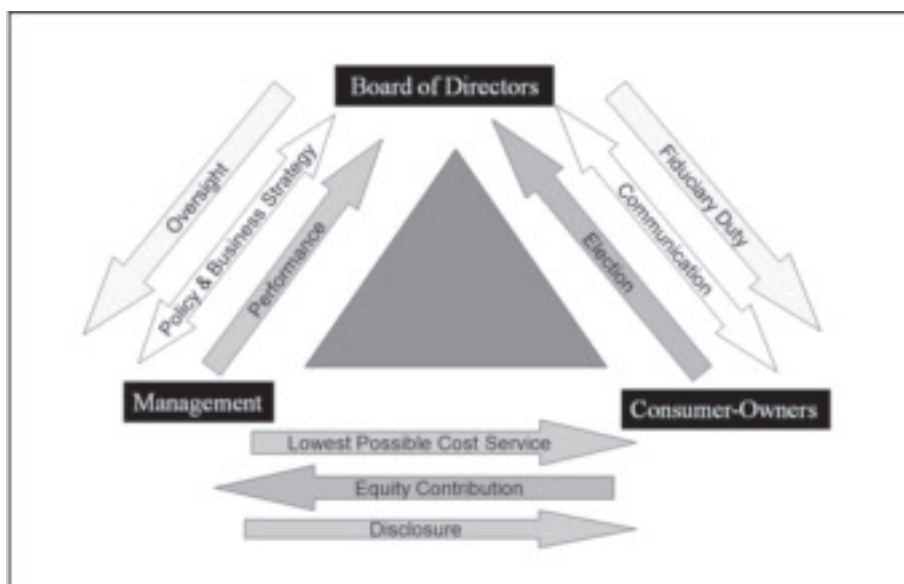 Board of Directors
Oversight
Policy & Business Strategy
Performance
Election
Communication
Fiduciary Duty
Management
Consumer-Owners
Lowest Possible Cost Service
Equity Contribution
Disclosure